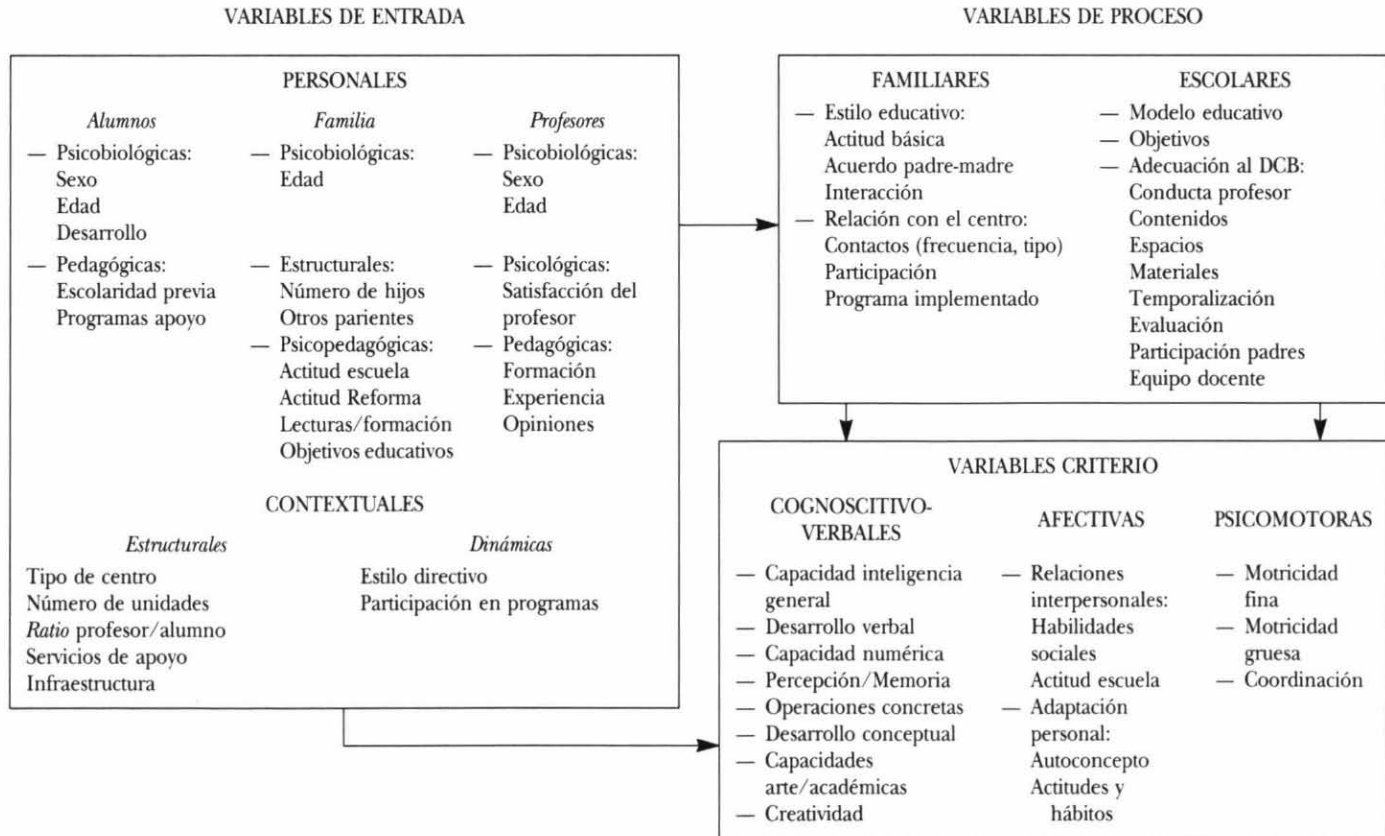 VARIABLES DE ENTRADA
PERSONALES
Alumnos
— Psicobiológicas:
Sexo
Edad
Desarrollo
— Pedagógicas:
Escolaridad previa
Programas apoyo
Familia
— Psicobiológicas:
Edad
— Estructurales:
Número de hijos
Otros parientes
— Psicopedagógicas:
Actitud escuela
Actitud Reforma
Lecturas/formación
Objetivos educativos
Profesores
— Psicobiológicas:
Sexo
Edad
— Psicológicas:
Satisfacción del
profesor
— Pedagógicas:
Formación
Experiencia
Opiniones
CONTEXTUALES
Estructurales
Tipo de centro
Número de unidades
Ratio profesor/alumno
Servicios de apoyo
Infraestructura
Dinámicas
Estilo directivo
Participación en programas
VARIABLES DE PROCESO
FAMILIARES
— Estilo educativo:
Actitud básica
Acuerdo padre-madre
Interacción
— Relación con el centro:
Contactos (frecuencia, tipo)
Participación
Programa implementado
ESCOLARES
— Modelo educativo
— Objetivos
— Adecuación al DCB:
Conducta profesor
Contenidos
Espacios
Materiales
Temporalización
Evaluación
Participación padres
Equipo docente
VARIABLES CRITERIO
COGNOSCITIVO-
VERBALES
— Capacidad inteligencia
general
— Desarrollo verbal
— Capacidad numérica
— Percepción/Memoria
— Operaciones concretas
— Desarrollo conceptual
— Capacidades
arte/académicas
— Creatividad
AFECTIVAS
— Relaciones
interpersonales:
Habilidades
sociales
Actitud escuela
— Adaptación
personal:
Autoconcepto
Actitudes y
hábitos
PSICOMOTORAS
— Motricidad
fina
— Motricidad
gruesa
— Coordinación